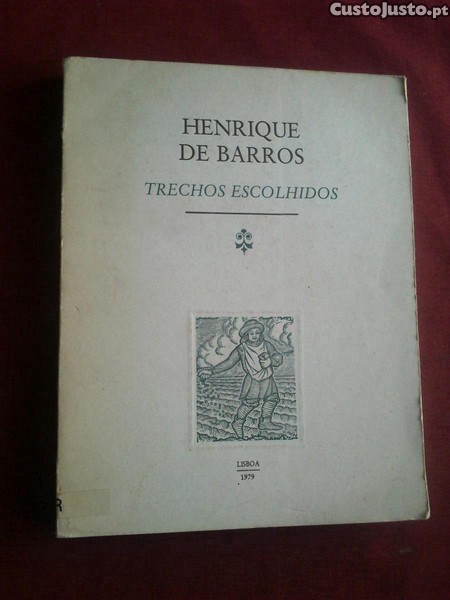 CustoJusto.pt
HENRIQUE
DE BARROS
TRECHOS ESCOLHIDOS
LISBOA
1979
R